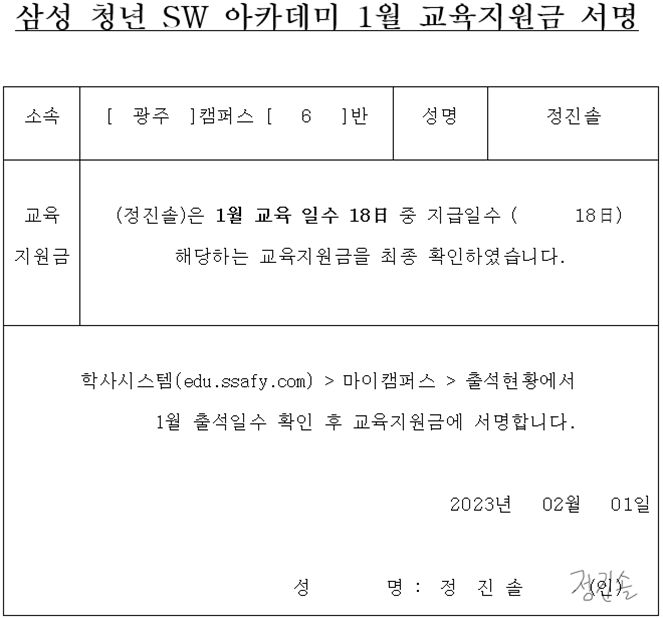 삼성 청년 SW 아카데미 1월 교육지원금 서명
소속 [ 광주 ]캠퍼스 [ 6 ]반 성명 정진솔
교육
지원금
(정진솔)은 1월 교육 일수 18日 중 지급일수 ( 18日)
해당하는 교육지원금을 최종 확인하였습니다.
학사시스템(edu.ssafy.com) > 마이캠퍼스 > 출석현황에서
1월 출석일수 확인 후 교육지원금에 서명합니다.
2023년 02월 01일
성 명 : 정 진 솔 (인) 정진솔